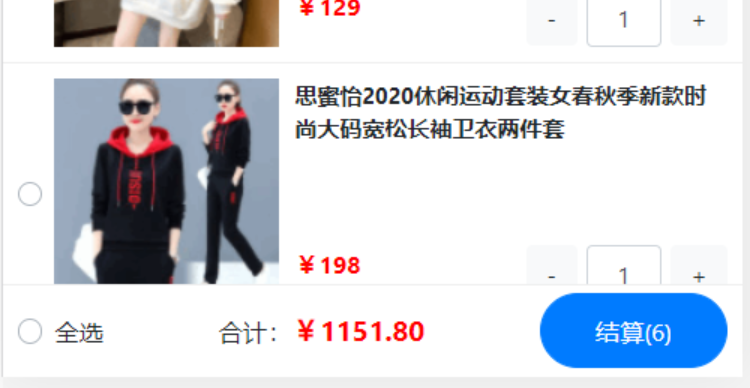 ￥129
- 1 +
思蜜怡2020休闲运动套装女春秋季新款时
尚大码宽松长袖卫衣两件套
￥198
- 1 +
全选 合计：￥1151.80 结算(6)